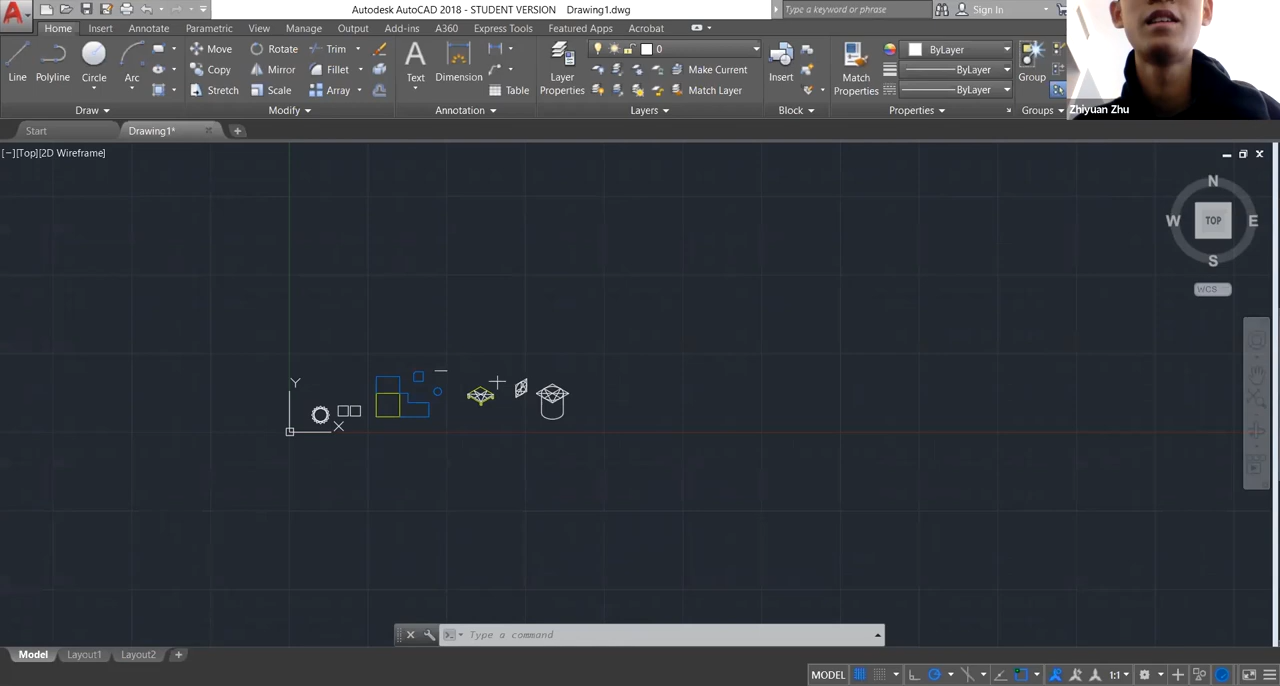 Autodesk AutoCAD 2018 - STUDENT VERSION Drawing1.dwg
Type a keyword or phrase
Sign In
Home Insert Annotate Parametric View Manage Output Add-ins A360 Express Tools Featured Apps Acrobat
Line
Polyline
Circle
Arc
Move
Copy
Stretch
Rotate
Mirror
Scale
Trim
Fillet
Array
Text
Dimension
Table
Layer
Properties
0
Make Current
Match Layer
Insert
Match
Properties
ByLayer
ByLayer
ByLayer
Group
Zhiyuan Zhu
Draw Modify Annotation Layers Block Properties Groups
Start Drawing1*
[−][Top][2D Wireframe]
N
W TOP E
S
WCS
Y
X
Type a command
Model Layout1 Layout2
MODEL 1:1